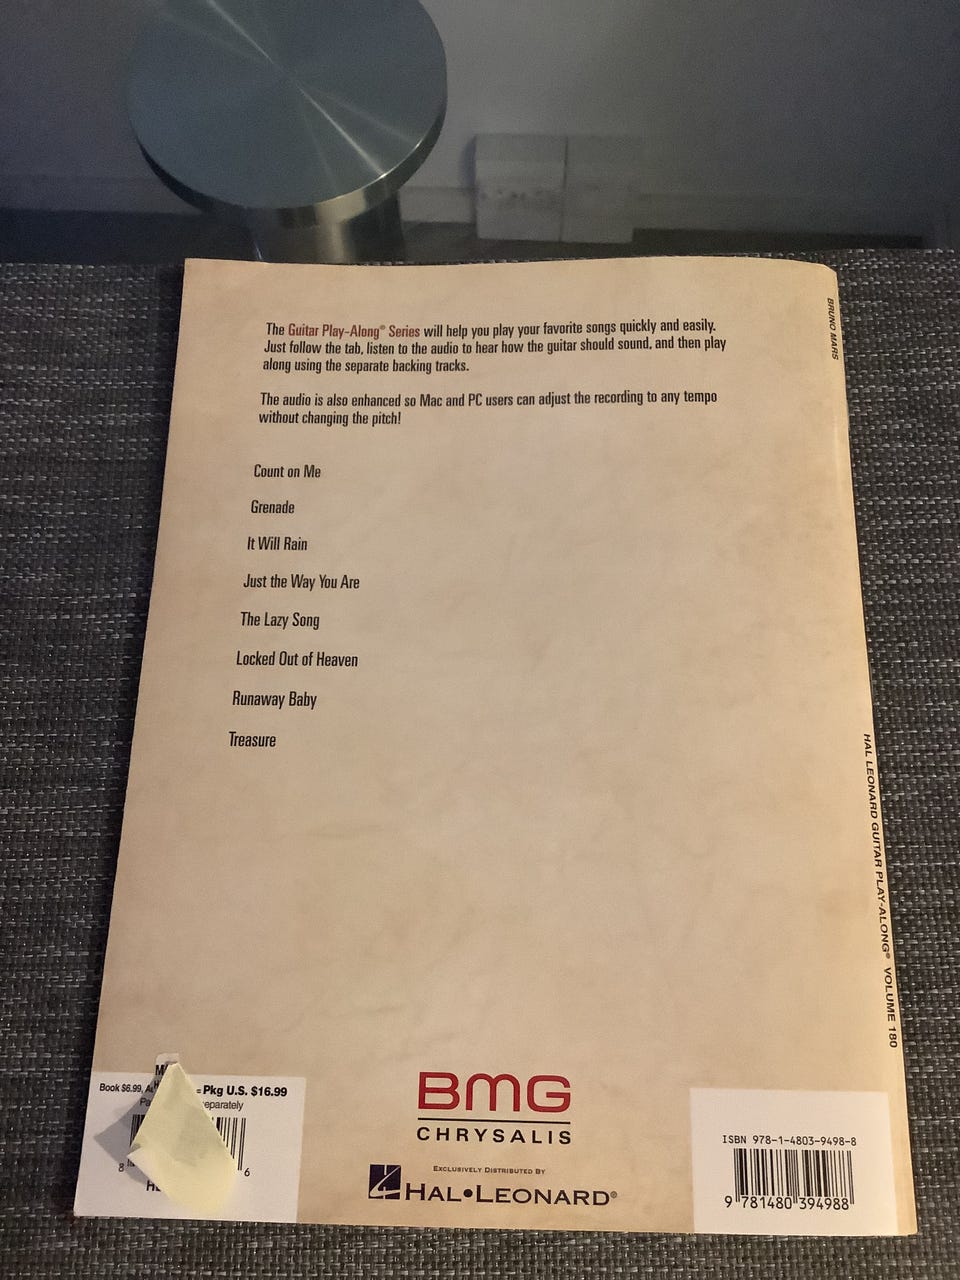 The Guitar Play-Along® Series will help you play your favorite songs quickly and easily.
Just follow the tab, listen to the audio to hear how the guitar should sound, and then play
along using the separate backing tracks.
The audio is also enhanced so Mac and PC users can adjust the recording to any tempo
without changing the pitch!
Count on Me
Grenade
It Will Rain
Just the Way You Are
The Lazy Song
Locked Out of Heaven
Runaway Baby
Treasure
BRUNO MARS
HAL LEONARD GUITAR PLAY-ALONG® VOLUME 180
Book $6.99, = Pkg U.S. $16.99
separately
8 6
BMG
CHRYSALIS
EXCLUSIVELY DISTRIBUTED BY
HAL•LEONARD®
ISBN 978-1-4803-9498-8
9 781480 394988